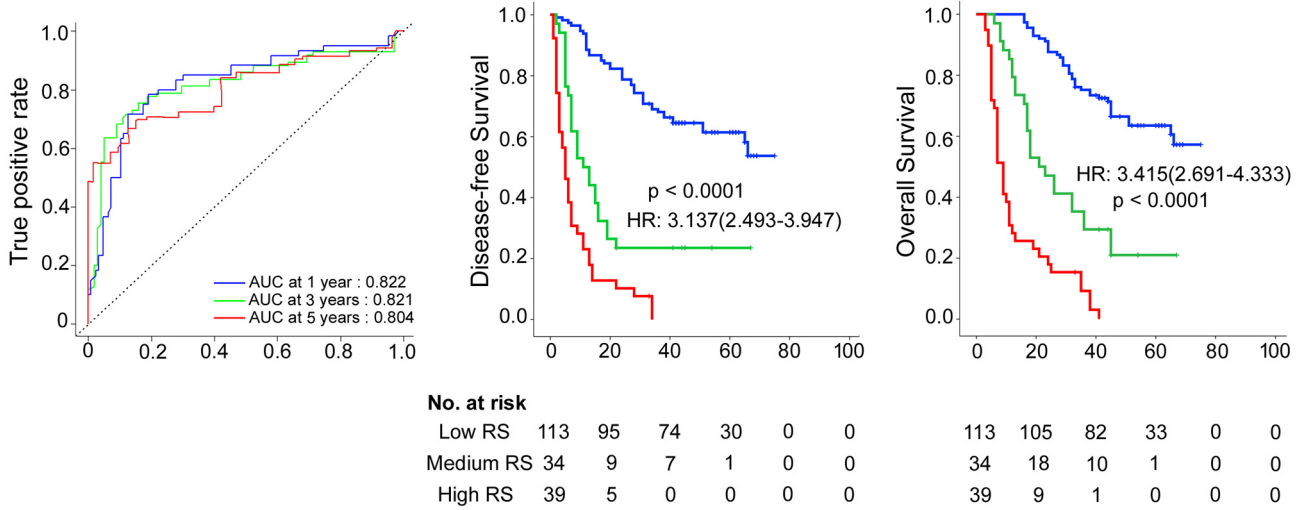 True positive rate
1.0
0.8
0.6
0.4
0.2
0
0 0.2 0.4 0.6 0.8 1.0
AUC at 1 year : 0.822
AUC at 3 years : 0.821
AUC at 5 years : 0.804
Disease-free Survival
1.0
0.8
0.6
0.4
0.2
0.0
p < 0.0001
HR: 3.137(2.493-3.947)
0 20 40 60 80 100
Overall Survival
1.0
0.8
0.6
0.4
0.2
0.0
HR: 3.415(2.691-4.333)
p < 0.0001
0 20 40 60 80 100
No. at risk
Low RS 113 95 74 30 0 0 113 105 82 33 0 0
Medium RS 34 9 7 1 0 0 34 18 10 1 0 0
High RS 39 5 0 0 0 0 39 9 1 0 0 0